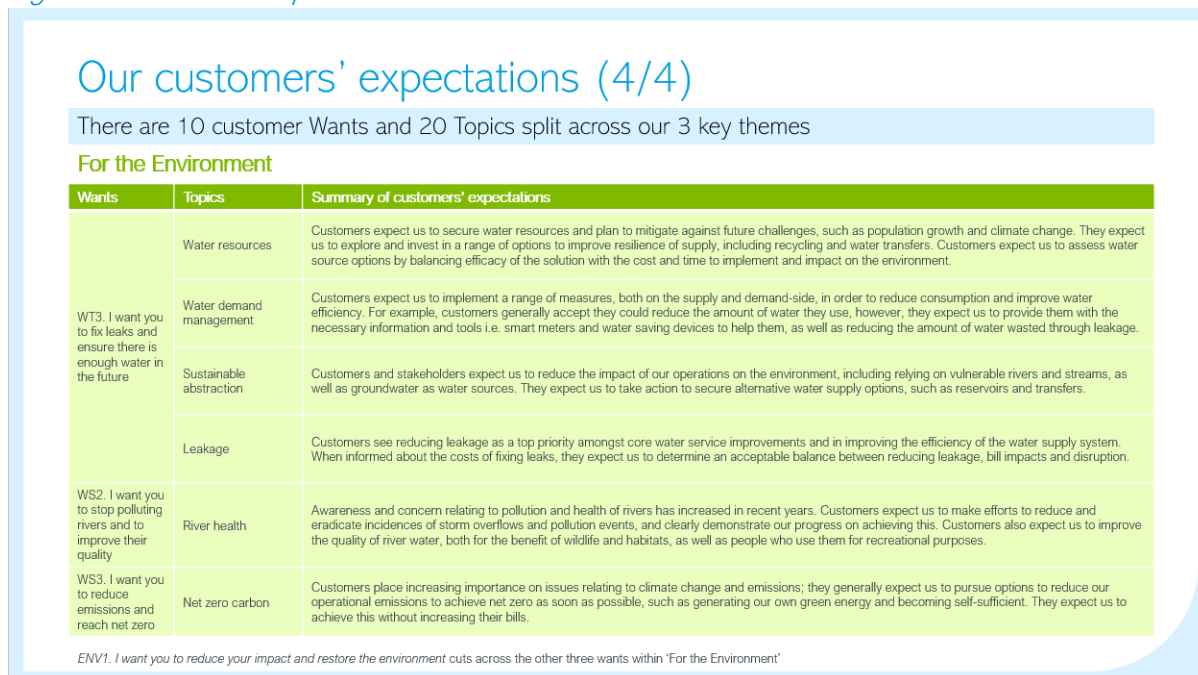 Our customers' expectations (4/4)
There are 10 customer Wants and 20 Topics split across our 3 key themes
For the Environment
Wants
Topics
Summary of customers' expectations
WT3. I want you
to fix leaks and
ensure there is
enough water in
the future
Water resources
Customers expect us to secure water resources and plan to mitigate against future challenges, such as population growth and climate change. They expect
us to explore and invest in a range of options to improve resilience of supply, including recycling and water transfers. Customers expect us to assess water
source options by balancing efficacy of the solution with the cost and time to implement and impact on the environment.
Water demand
management
Customers expect us to implement a range of measures, both on the supply and demand-side, in order to reduce consumption and improve water
efficiency. For example, customers generally accept they could reduce the amount of water they use, however, they expect us to provide them with the
necessary information and tools i.e. smart meters and water saving devices to help them, as well as reducing the amount of water wasted through leakage.
Sustainable
abstraction
Customers and stakeholders expect us to reduce the impact of our operations on the environment, including relying on vulnerable rivers and streams, as
well as groundwater as water sources. They expect us to take action to secure alternative water supply options, such as reservoirs and transfers.
Leakage
Customers see reducing leakage as a top priority amongst core water service improvements and in improving the efficiency of the water supply system.
When informed about the costs of fixing leaks, they expect us to determine an acceptable balance between reducing leakage, bill impacts and disruption.
WS2. I want you
to stop polluting
rivers and to
improve their
quality
River health
Awareness and concern relating to pollution and health of rivers has increased in recent years. Customers expect us to make efforts to reduce and
eradicate incidences of storm overflows and pollution events, and clearly demonstrate our progress on achieving this. Customers also expect us to improve
the quality of river water, both for the benefit of wildlife and habitats, as well as people who use them for recreational purposes.
WS3. I want you
to reduce
emissions and
reach net zero
Net zero carbon
Customers place increasing importance on issues relating to climate change and emissions; they generally expect us to pursue options to reduce our
operational emissions to achieve net zero as soon as possible, such as generating our own green energy and becoming self-sufficient. They expect us to
achieve this without increasing their bills.
ENV1. I want you to reduce your impact and restore the environment cuts across the other three wants within 'For the Environment'